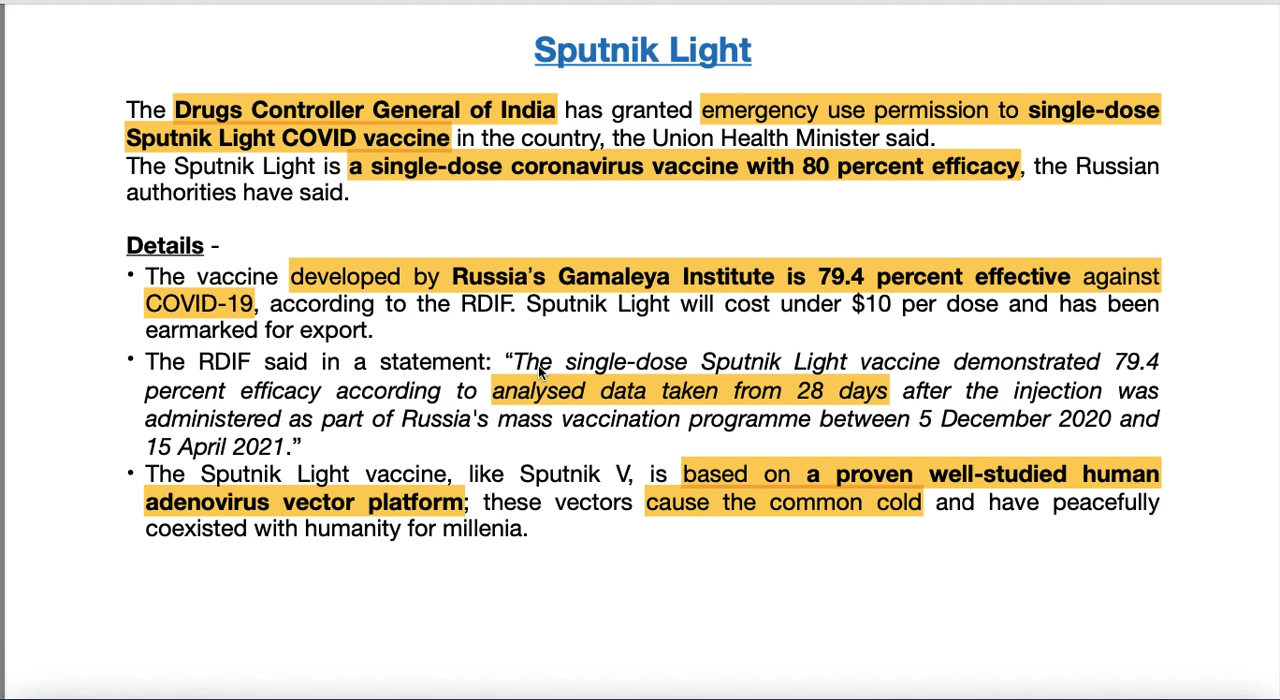 Sputnik Light
The Drugs Controller General of India has granted emergency use permission to single-dose
Sputnik Light COVID vaccine in the country, the Union Health Minister said.
The Sputnik Light is a single-dose coronavirus vaccine with 80 percent efficacy, the Russian
authorities have said.
Details -
• The vaccine developed by Russia’s Gamaleya Institute is 79.4 percent effective against
COVID-19, according to the RDIF. Sputnik Light will cost under $10 per dose and has been
earmarked for export.
• The RDIF said in a statement: “The single-dose Sputnik Light vaccine demonstrated 79.4
percent efficacy according to analysed data taken from 28 days after the injection was
administered as part of Russia's mass vaccination programme between 5 December 2020 and
15 April 2021.”
• The Sputnik Light vaccine, like Sputnik V, is based on a proven well-studied human
adenovirus vector platform; these vectors cause the common cold and have peacefully
coexisted with humanity for millenia.